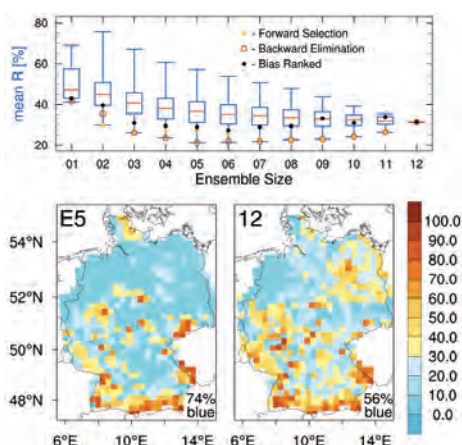 mean R [%]
80
60
40
20
- Forward Selection
- Backward Elimination
- Bias Ranked
01 02 03 04 05 06 07 08 09 10 11 12
Ensemble Size
E5
12
54°N
52°N
50°N
48°N
74%
blue
56%
blue
6°E 10°E 14°E
6°E 10°E 14°E
100.0
90.0
80.0
70.0
60.0
50.0
40.0
30.0
20.0
10.0
0.0